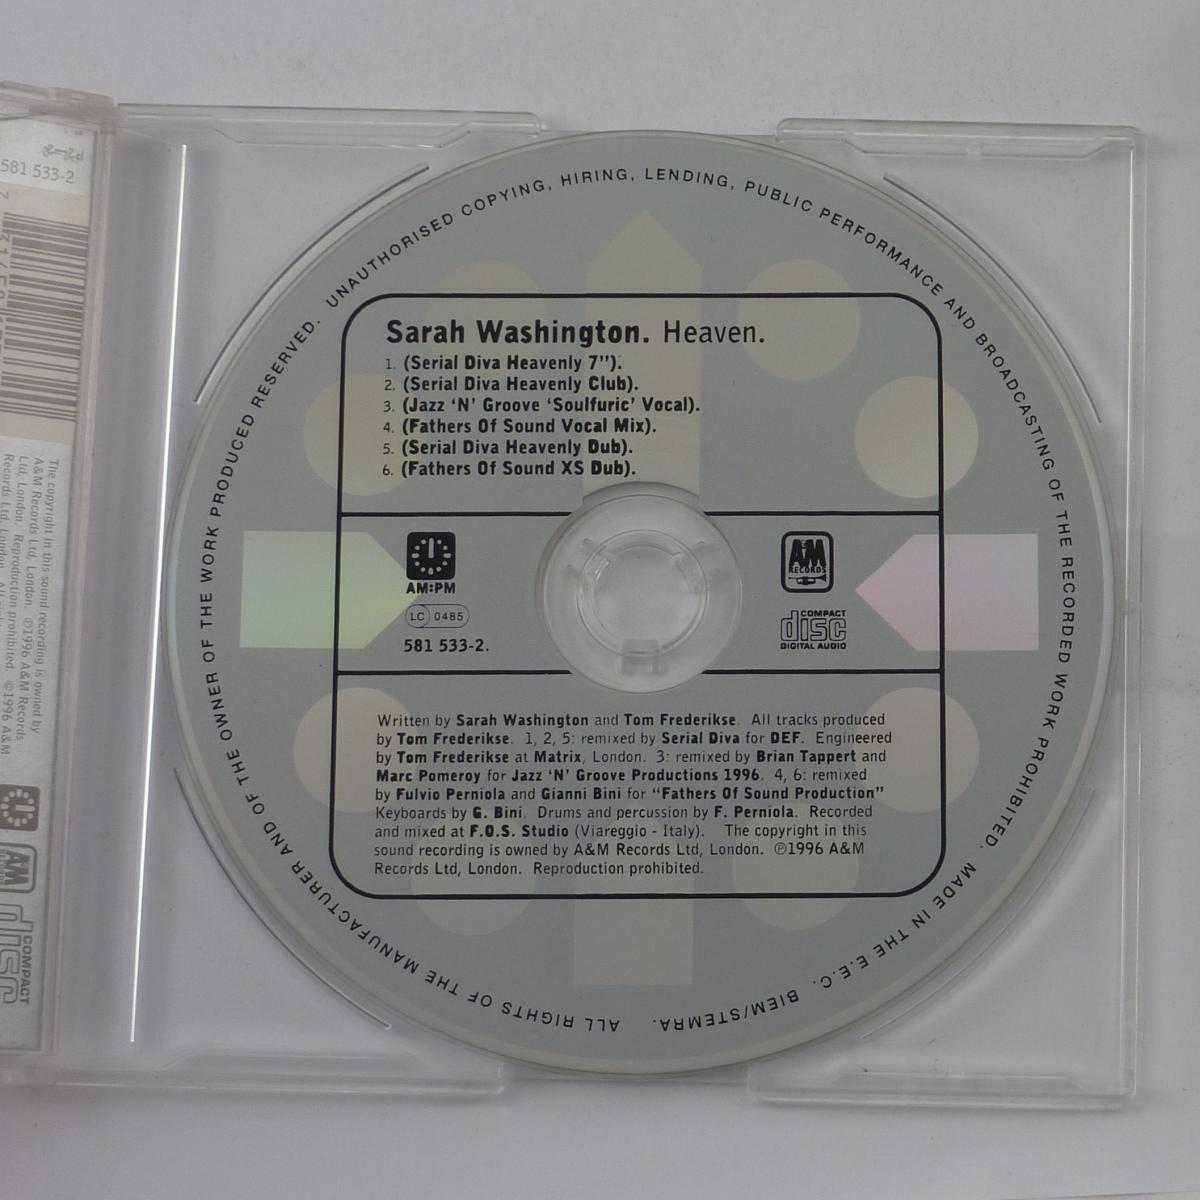 Sarah Washington. Heaven.
1. (Serial Diva Heavenly 7”).
2. (Serial Diva Heavenly Club).
3. (Jazz ‘N’ Groove ‘Soulfuric’ Vocal).
4. (Fathers Of Sound Vocal Mix).
5. (Serial Diva Heavenly Dub).
6. (Fathers Of Sound XS Dub).
AM:PM
LC 0485
581 533-2.
A&M
RECORDS
COMPACT
disc
DIGITAL AUDIO
Written by Sarah Washington and Tom Frederikse. All tracks produced
by Tom Frederikse. 1, 2, 5: remixed by Serial Diva for DEF. Engineered
by Tom Frederikse at Matrix, London. 3: remixed by Brian Tappert and
Marc Pomeroy for Jazz ‘N’ Groove Productions 1996. 4, 6: remixed
by Fulvio Perniola and Gianni Bini for “Fathers Of Sound Production”
Keyboards by G. Bini. Drums and percussion by F. Perniola. Recorded
and mixed at F.O.S. Studio (Viareggio - Italy). The copyright in this
sound recording is owned by A&M Records Ltd, London. ℗1996 A&M
Records Ltd, London. Reproduction prohibited.
ALL RIGHTS OF THE MANUFACTURER AND OF THE OWNER OF THE WORK PRODUCED RESERVED. UNAUTHORISED COPYING, HIRING, LENDING, PUBLIC PERFORMANCE AND BROADCASTING OF THE RECORDED WORK PROHIBITED. MADE IN THE E.E.C. BIEM/STEMRA.
581 533-2
The copyright in this sound recording is owned by
A&M Records Ltd, London. ℗1996 A&M Records
Ltd, London. Reproduction prohibited. ©1996 A&M
Records Ltd, London.
A&M
COMPACT
disc